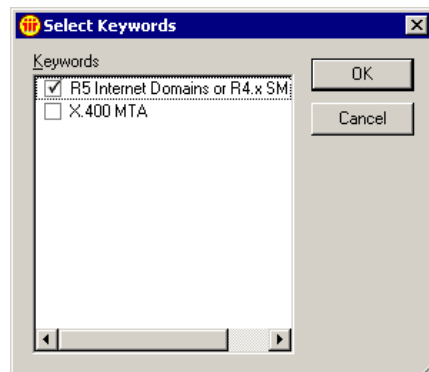 Select Keywords
Keywords
R5 Internet Domains or R4.x SM
X.400 MTA
OK
Cancel